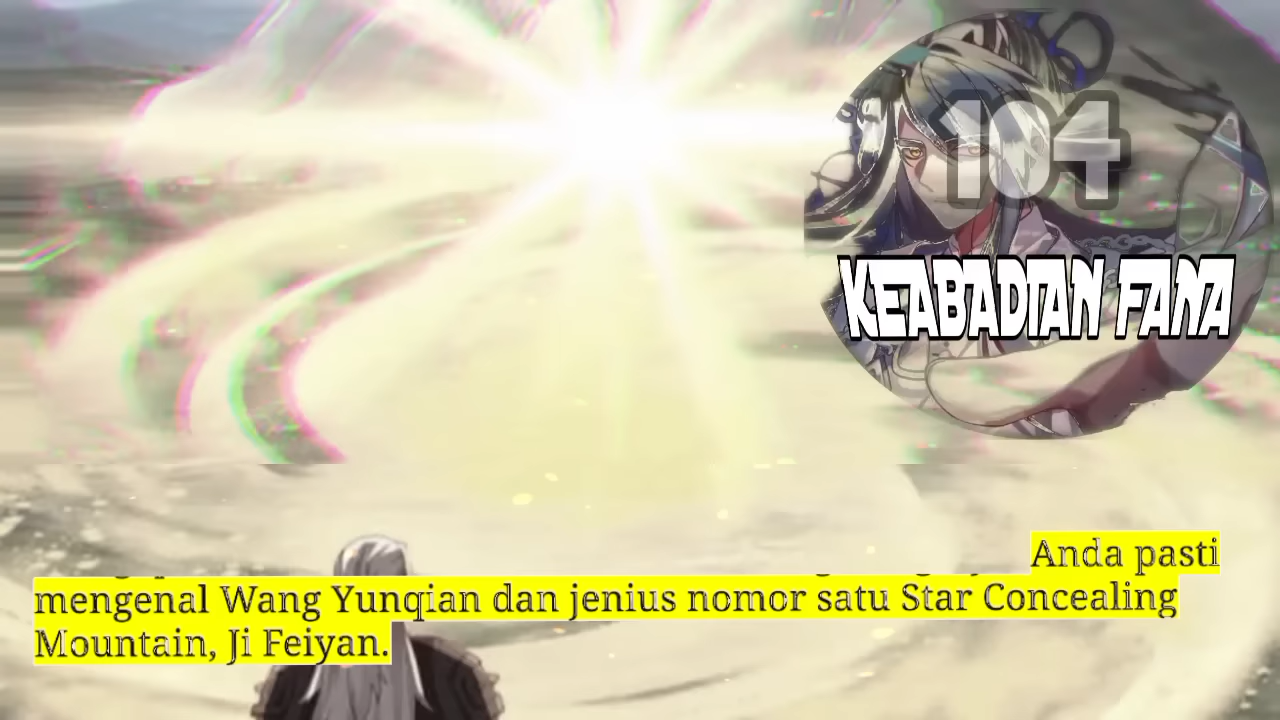 104
KEABADIAN FANA
Anda pasti
mengenal Wang Yunqian dan jenius nomor satu Star Concealing
Mountain, Ji Feiyan.